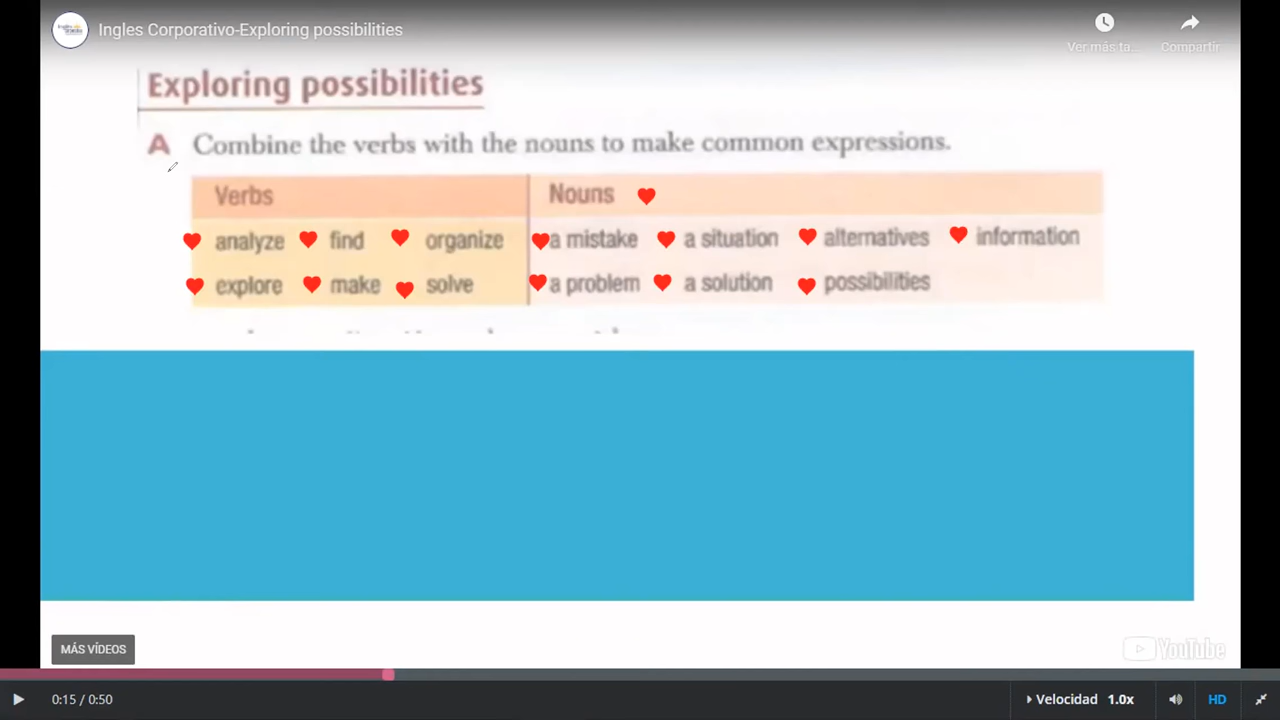 Ingles Corporativo-Exploring possibilities
Ver más ta...
Compartir
Exploring possibilities
A Combine the verbs with the nouns to make common expressions.
Verbs Nouns
analyze find organize a mistake a situation alternatives information
explore make solve a problem a solution possibilities
MÁS VÍDEOS
YouTube
0:15 / 0:50
Velocidad 1.0x
HD